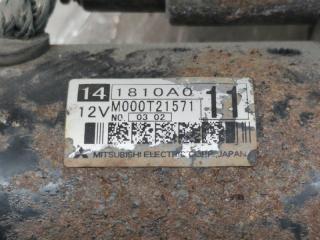 14 1810A0 11
12V M000T21571
NO. 03 02
MITSUBISHI ELECTRIC CORP. JAPAN